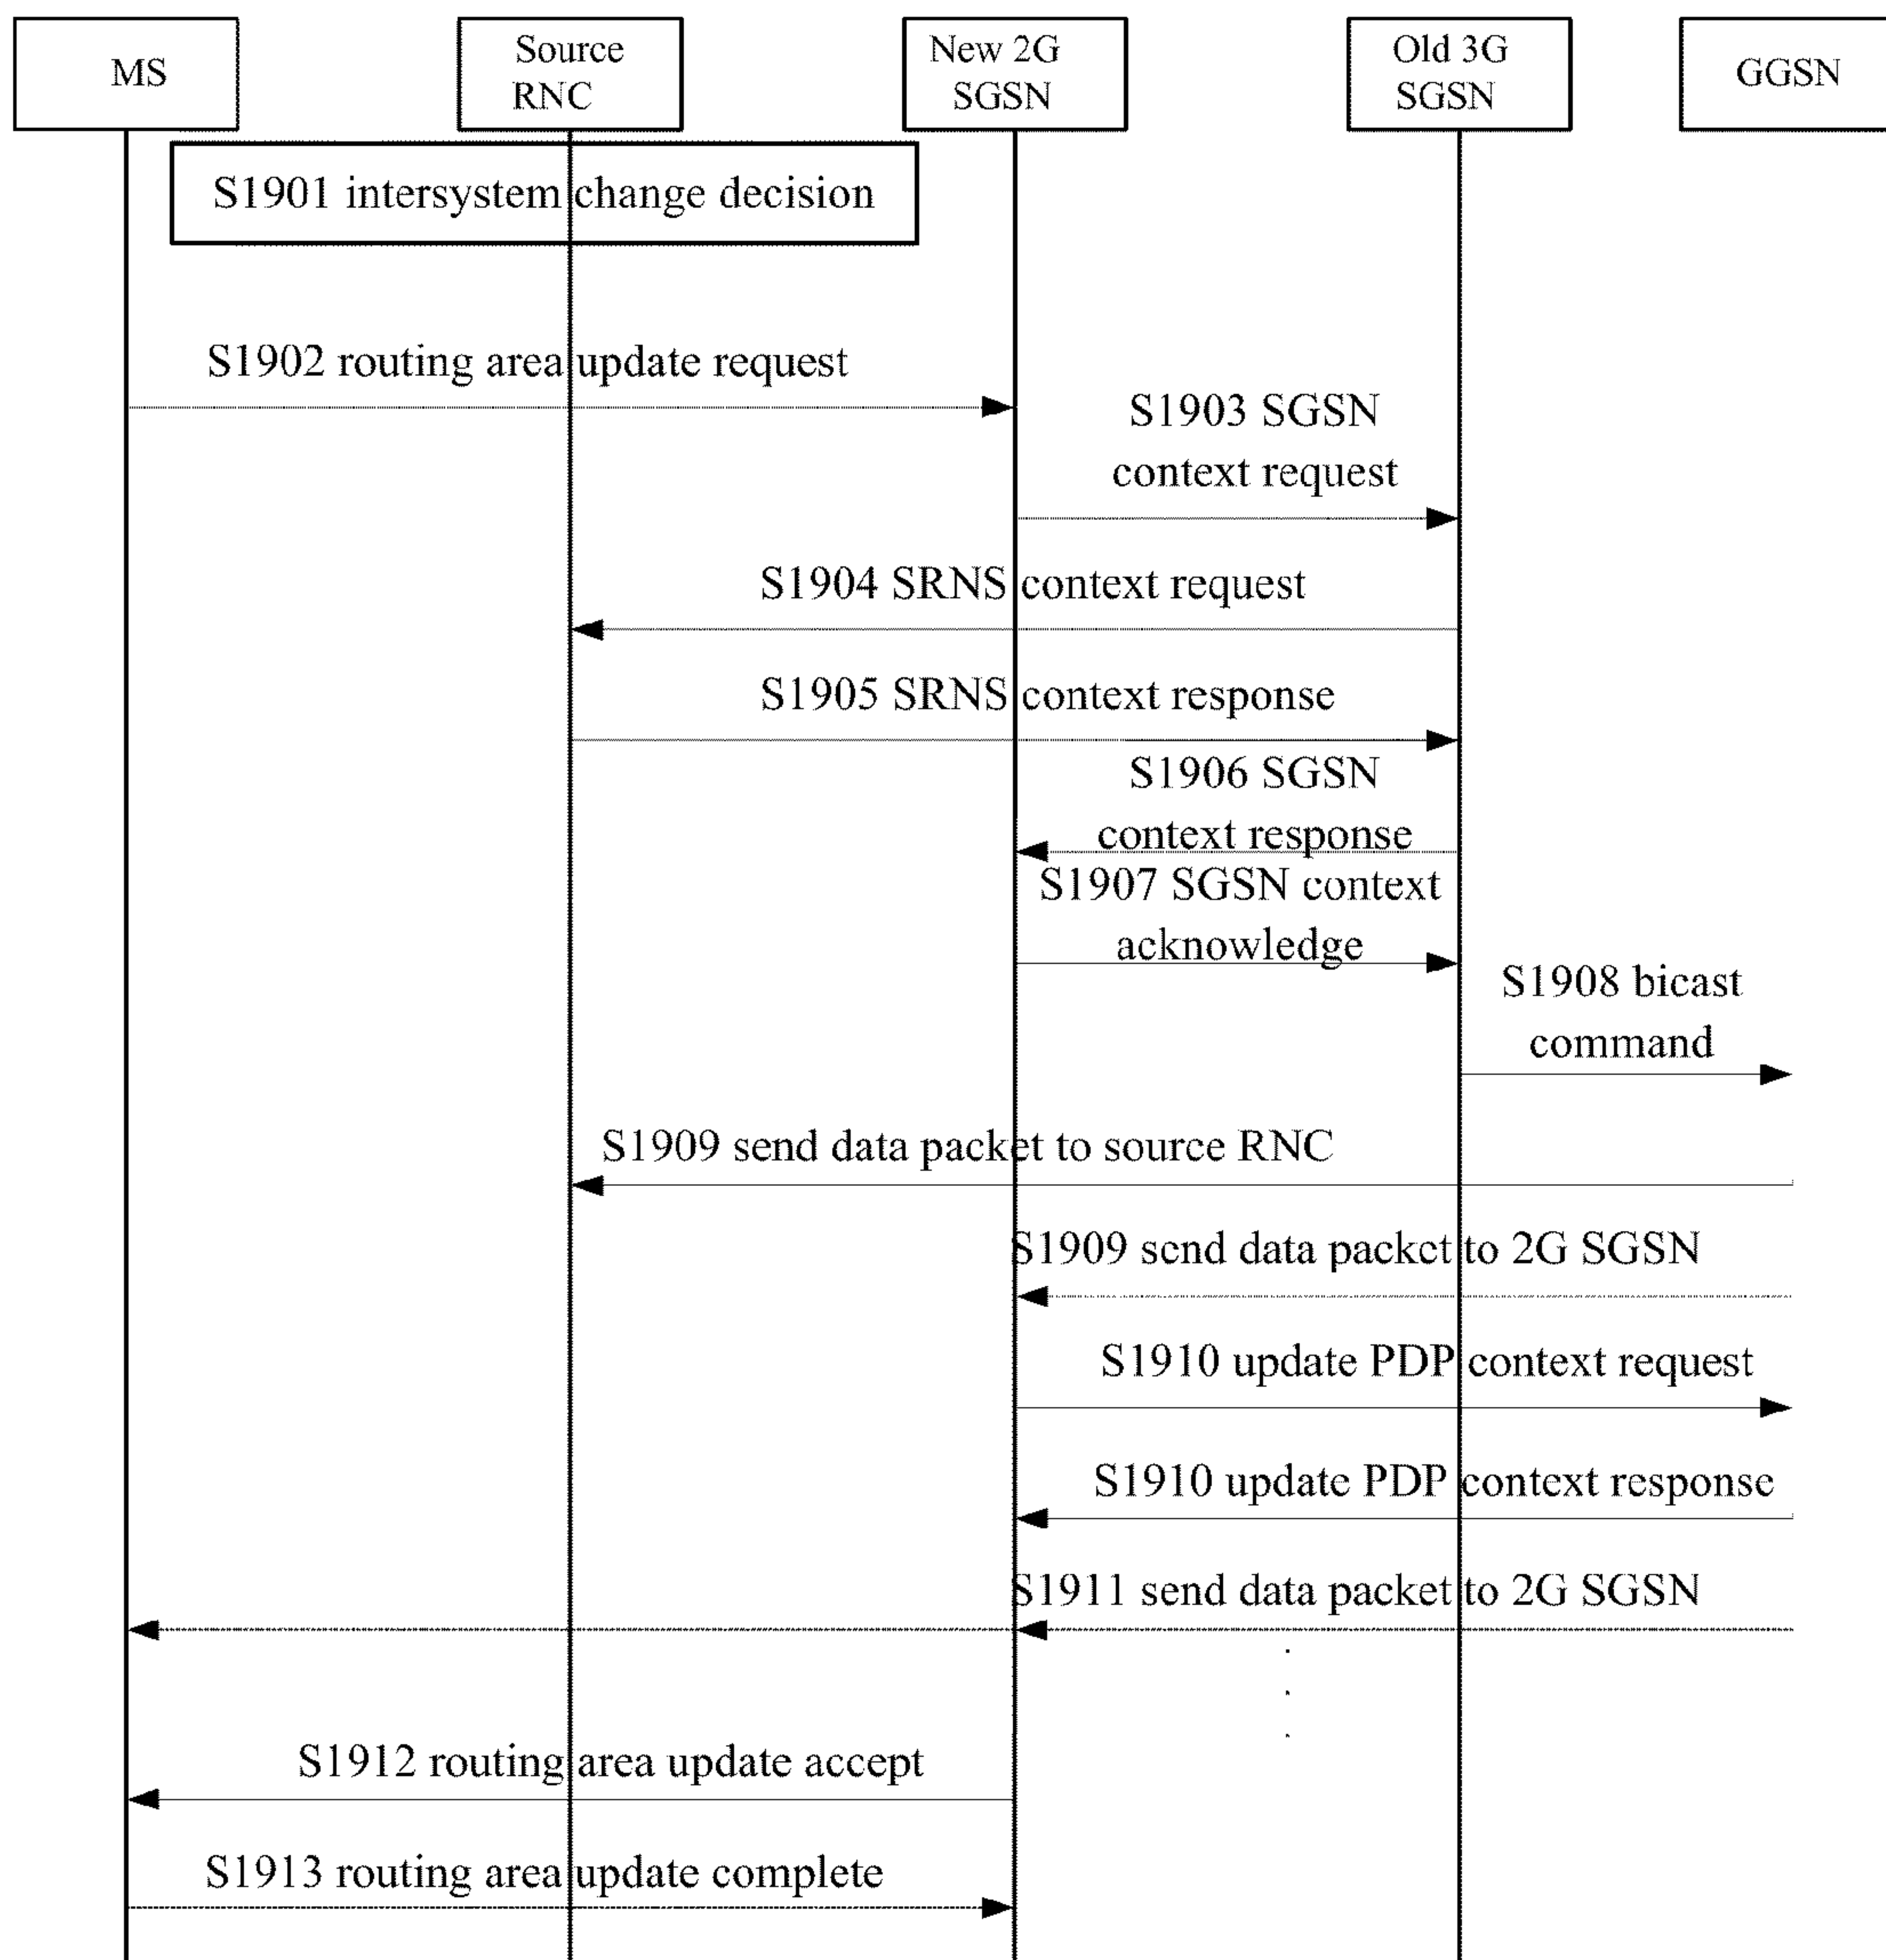 MS
Source
RNC
New 2G
SGSN
Old 3G
SGSN
GGSN
S1901 intersystem change decision
S1902 routing area update request
S1903 SGSN
context request
S1904 SRNS context request
S1905 SRNS context response
S1906 SGSN
context response
S1907 SGSN context
acknowledge
S1908 bicast
command
S1909 send data packet to source RNC
S1909 send data packet to 2G SGSN
S1910 update PDP context request
S1910 update PDP context response
S1911 send data packet to 2G SGSN
S1912 routing area update accept
S1913 routing area update complete